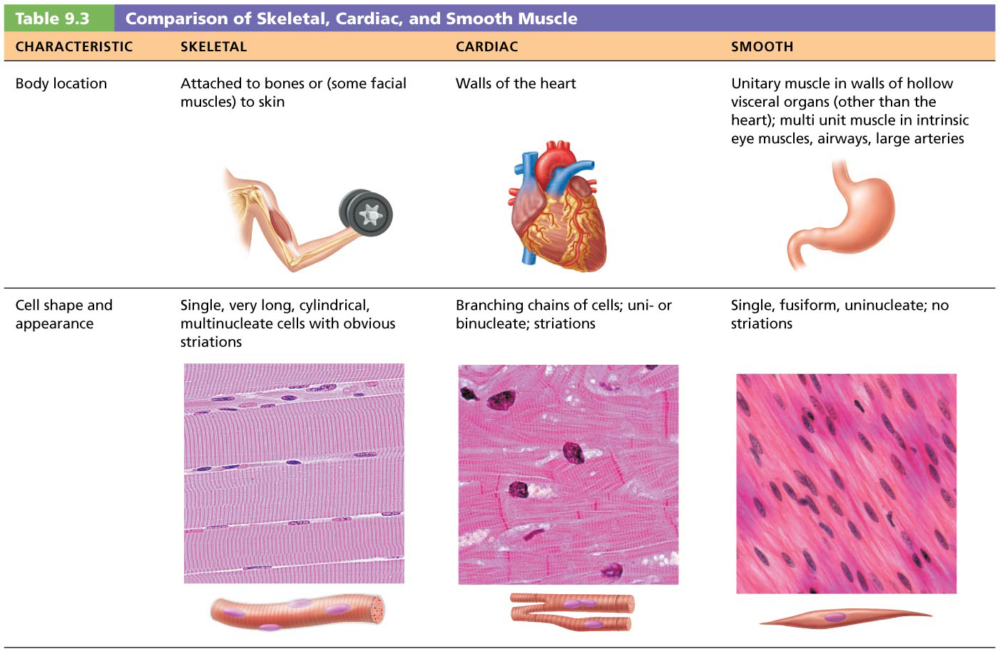 Table 9.3 Comparison of Skeletal, Cardiac, and Smooth Muscle
CHARACTERISTIC SKELETAL CARDIAC SMOOTH
Body location
Attached to bones or (some facial
muscles) to skin
Walls of the heart
Unitary muscle in walls of hollow
visceral organs (other than the
heart); multi unit muscle in intrinsic
eye muscles, airways, large arteries
Cell shape and
appearance
Single, very long, cylindrical,
multinucleate cells with obvious
striations
Branching chains of cells; uni- or
binucleate; striations
Single, fusiform, uninucleate; no
striations